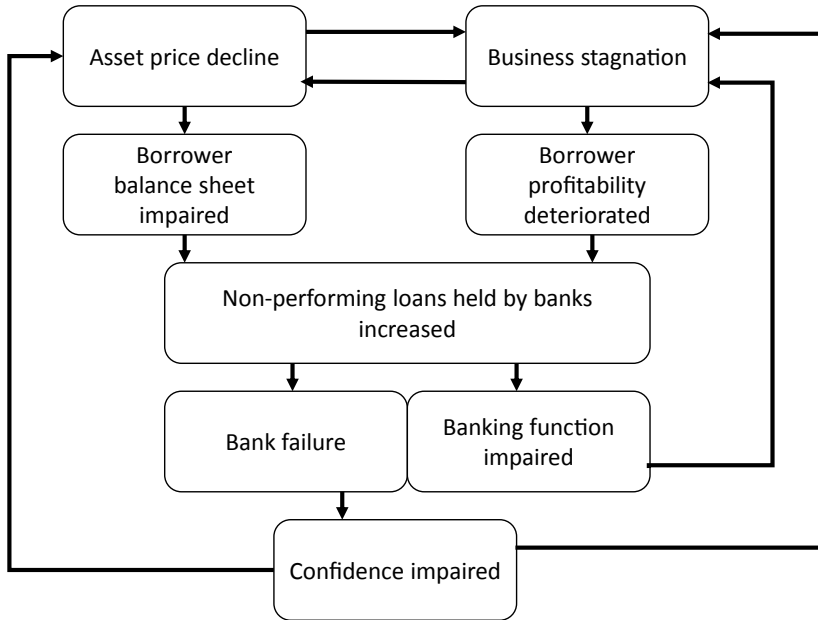 Asset price decline
Business stagnation
Borrower
balance sheet
impaired
Borrower
profitability
deteriorated
Non-performing loans held by banks
increased
Bank failure
Banking function
impaired
Confidence impaired